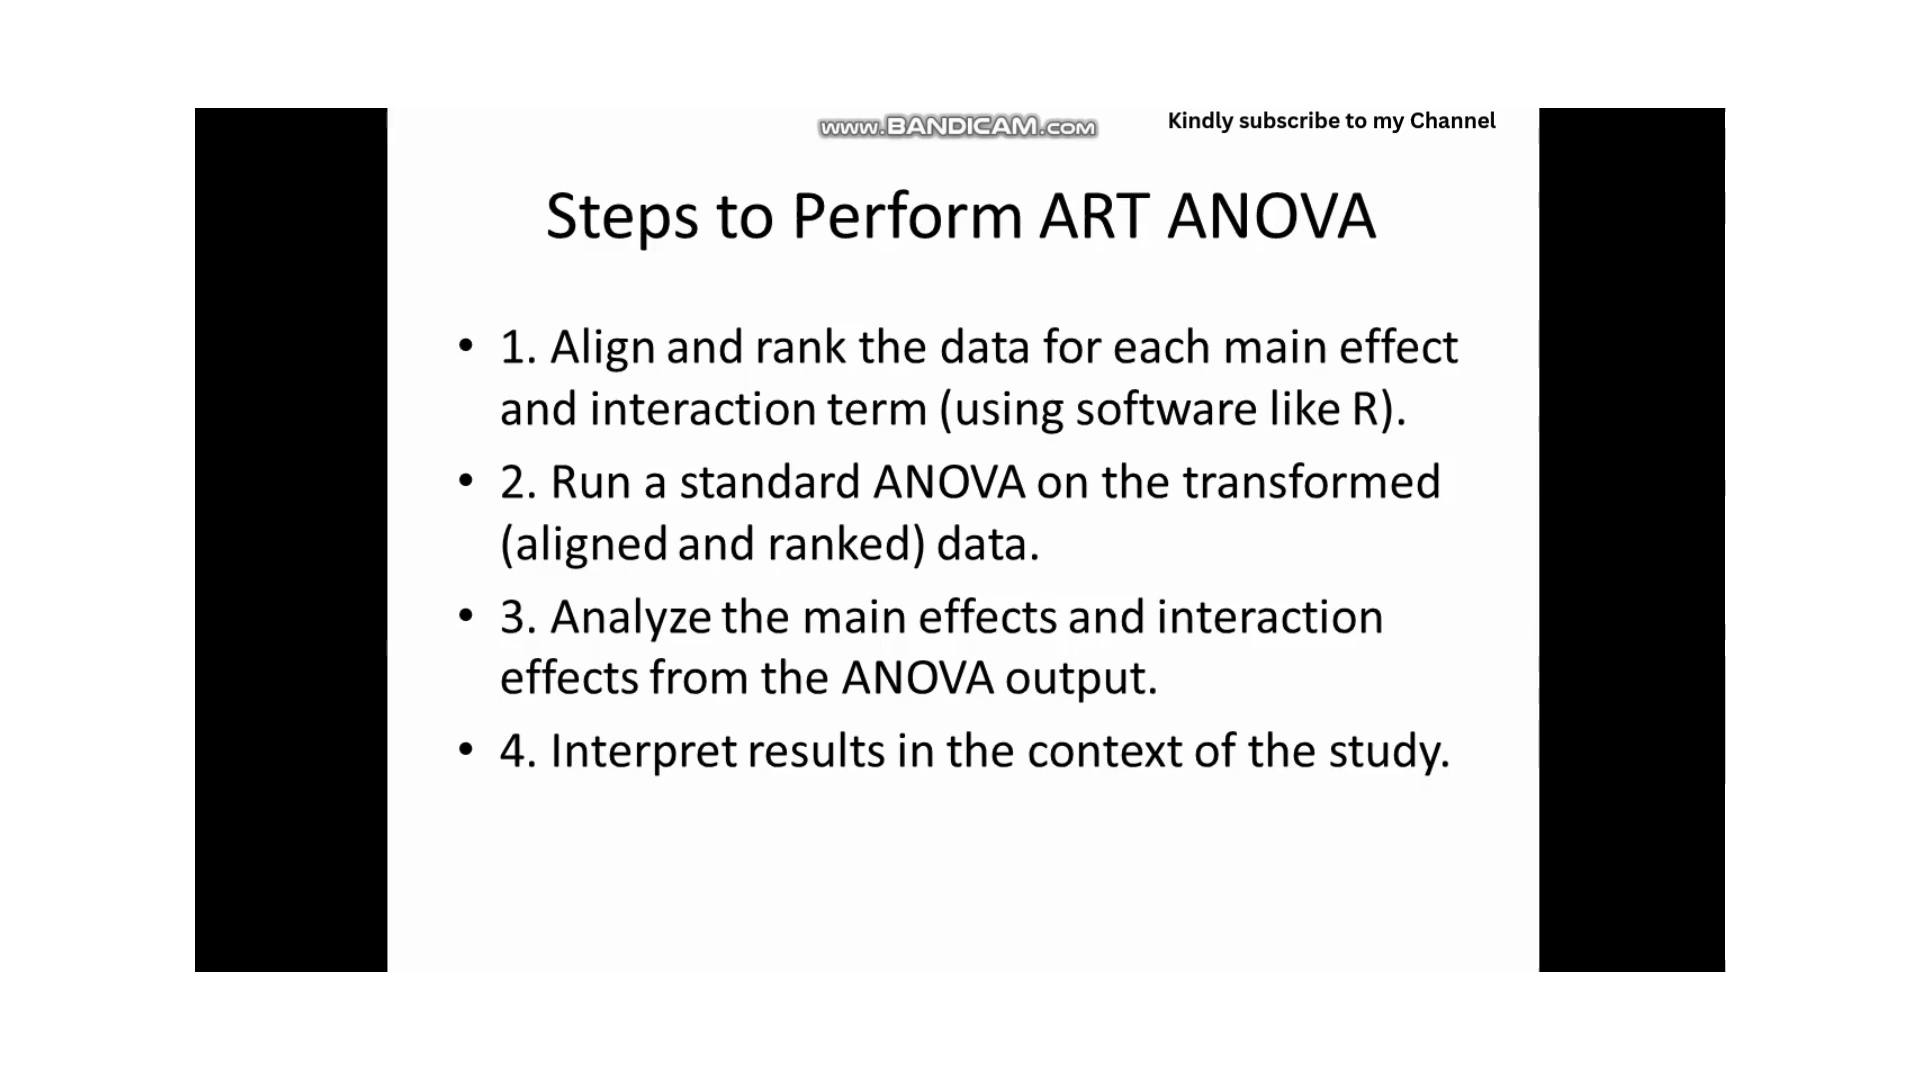 www.BANDICAM.com
Kindly subscribe to my Channel
Steps to Perform ART ANOVA
• 1. Align and rank the data for each main effect
and interaction term (using software like R).
• 2. Run a standard ANOVA on the transformed
(aligned and ranked) data.
• 3. Analyze the main effects and interaction
effects from the ANOVA output.
• 4. Interpret results in the context of the study.